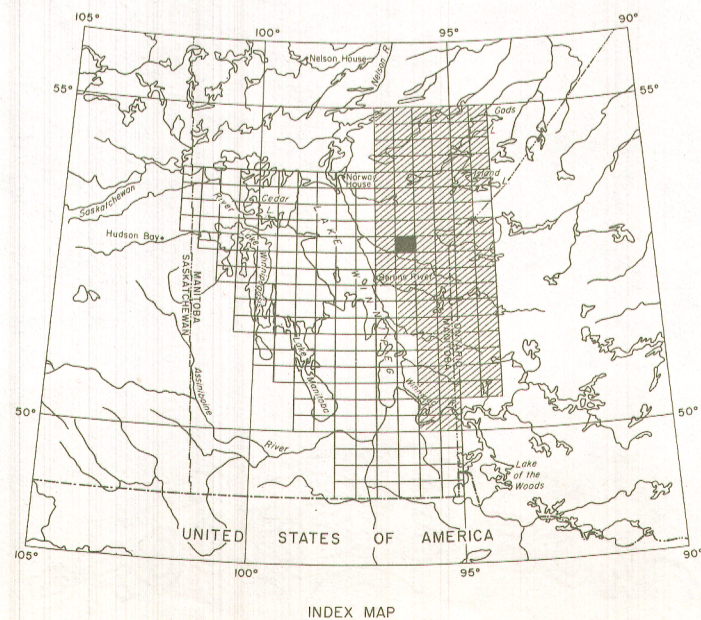 105°
100°
95°
90°
Nelson House
Nelson R
55°
55°
Gods
L
Norway
House
Island
L
Saskatchewan
River
Cedar
L
LAKE
Hudson Bay
Winnipegosis
Berens River
WINNIPEG
MANITOBA
SASKATCHEWAN
ONTARIO
MANITOBA
Lake
Manitoba
Assiniboine
River
50°
50°
Lake
of the
Woods
UNITED STATES OF AMERICA
105°
100°
95°
90°
INDEX MAP